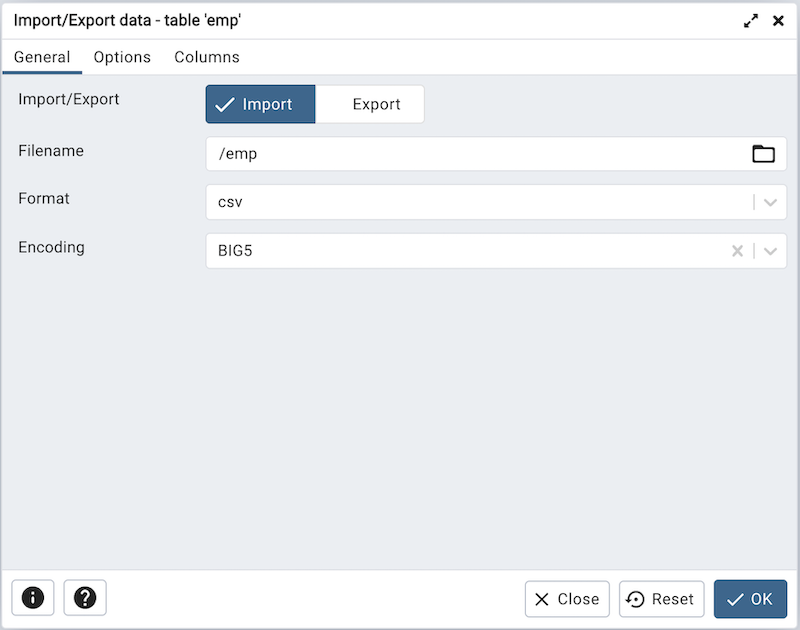 Import/Export data - table 'emp'
General Options Columns
Import/Export Import Export
Filename /emp
Format csv
Encoding BIG5
Close Reset OK